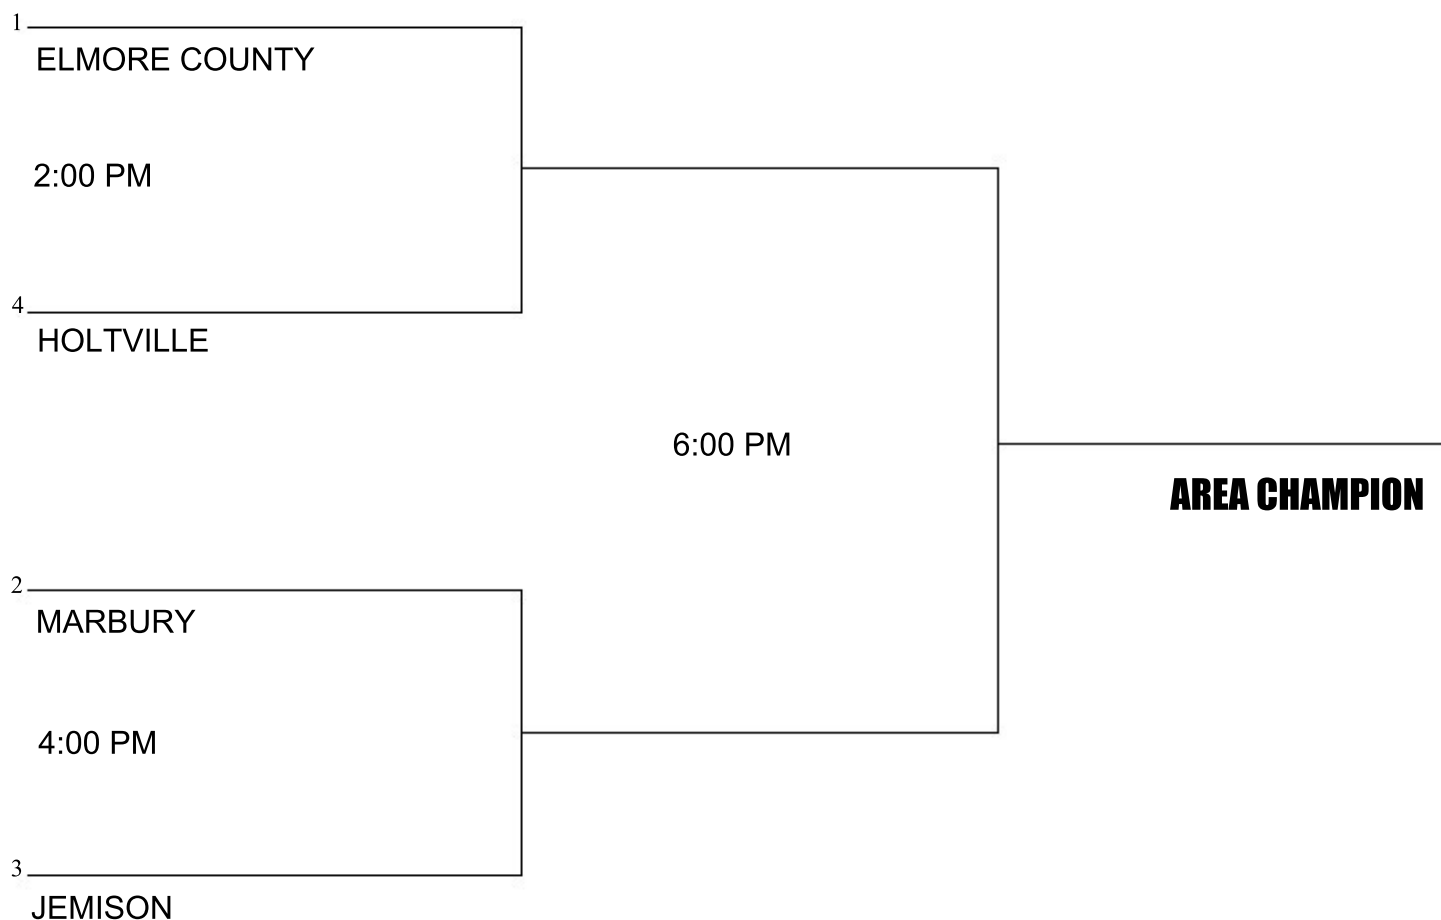 1
ELMORE COUNTY
2:00 PM
4
HOLTVILLE
6:00 PM
AREA CHAMPION
2
MARBURY
4:00 PM
3
JEMISON